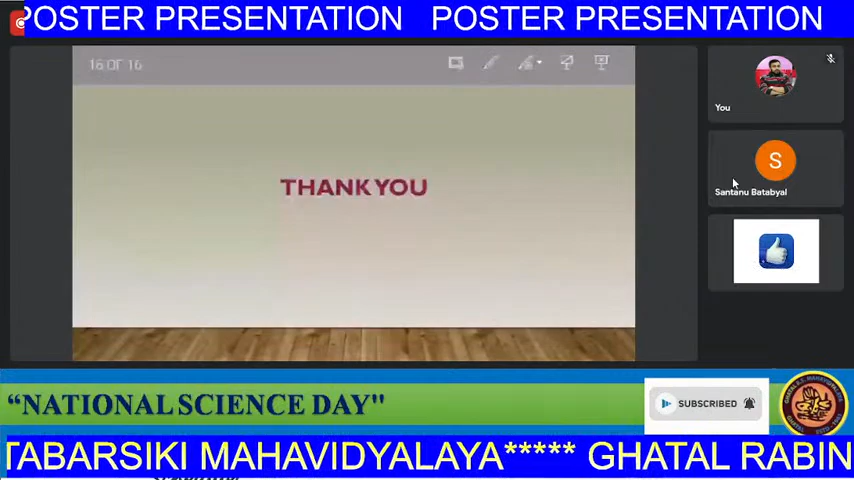 POSTER PRESENTATION POSTER PRESENTATION
16 OF 16
THANK YOU
You
S
Santanu Batabyal
“NATIONAL SCIENCE DAY"
SUBSCRIBED
TABARSIKI MAHAVIDYALAYA***** GHATAL RABIN